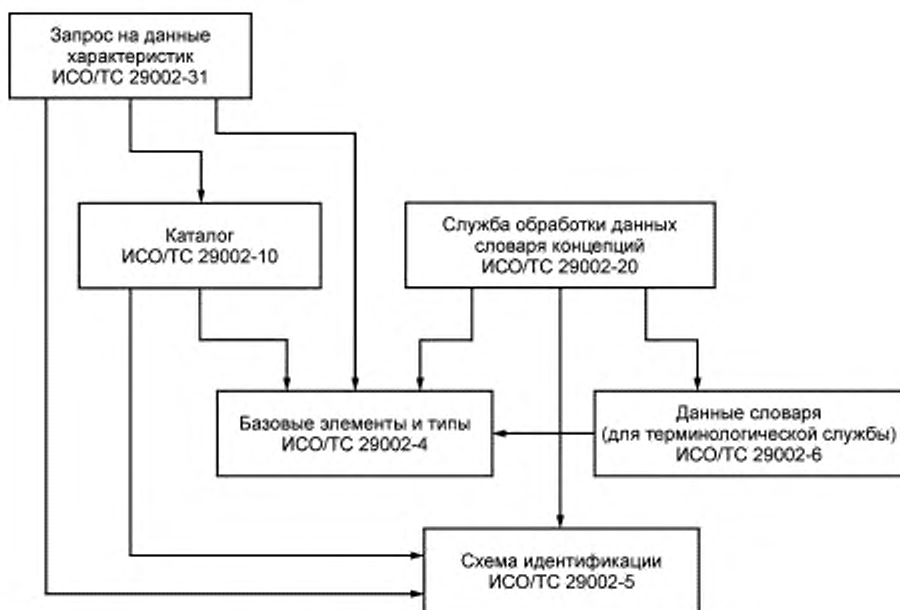 Запрос на данные
характеристик
ИСО/ТС 29002-31
Каталог
ИСО/ТС 29002-10
Служба обработки данных
словаря концепций
ИСО/ТС 29002-20
Базовые элементы и типы
ИСО/ТС 29002-4
Данные словаря
(для терминологической службы)
ИСО/ТС 29002-6
Схема идентификации
ИСО/ТС 29002-5